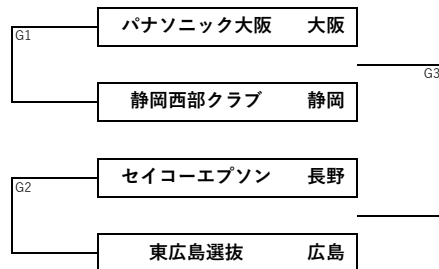 パナソニック大阪 大阪
G1
G3
静岡西部クラブ 静岡
セイコーエプソン 長野
G2
東広島選抜 広島